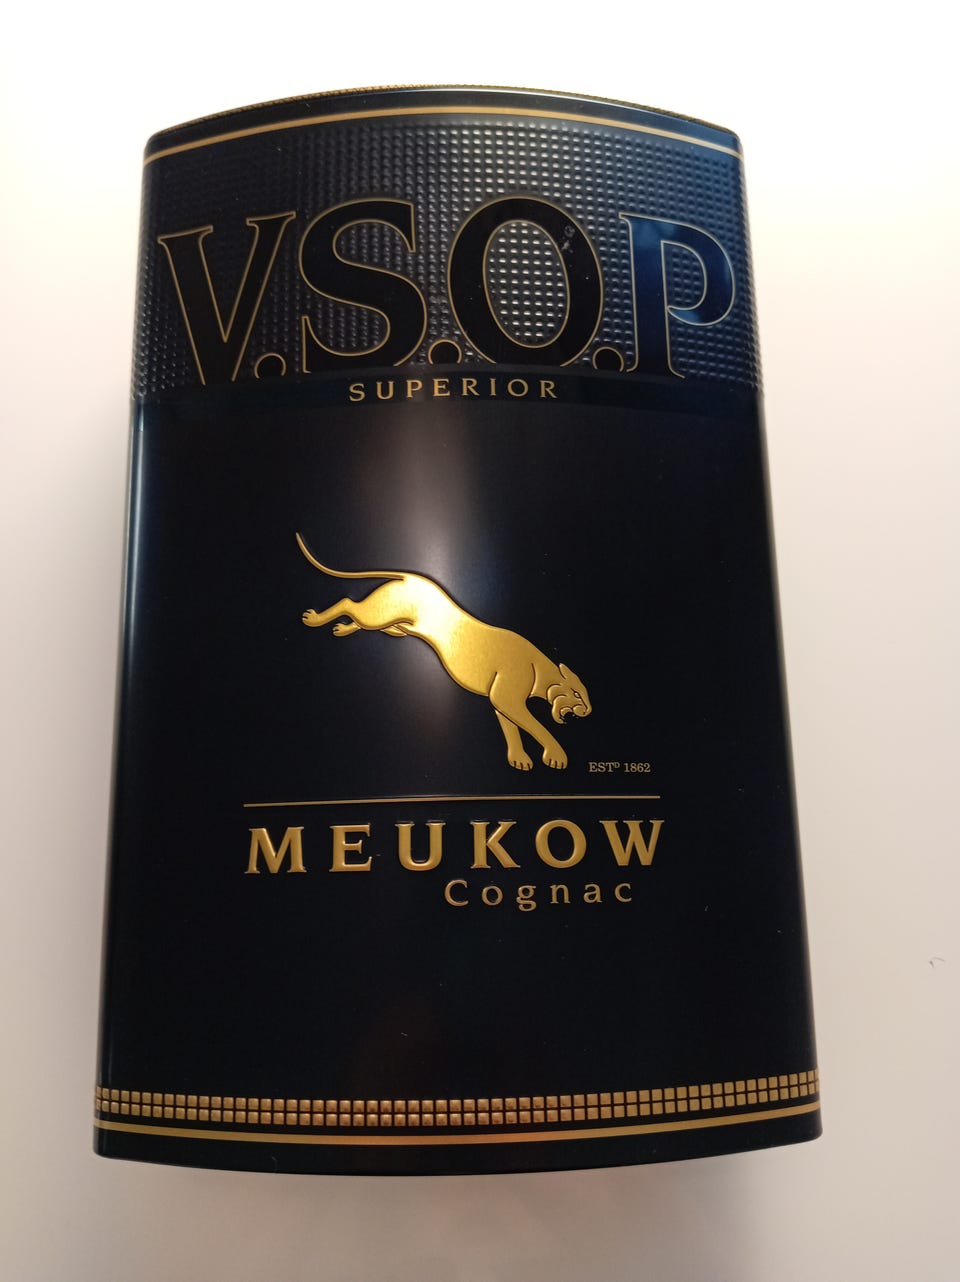 V.S.O.P
SUPERIOR
ESTᴰ 1862
MEUKOW
Cognac